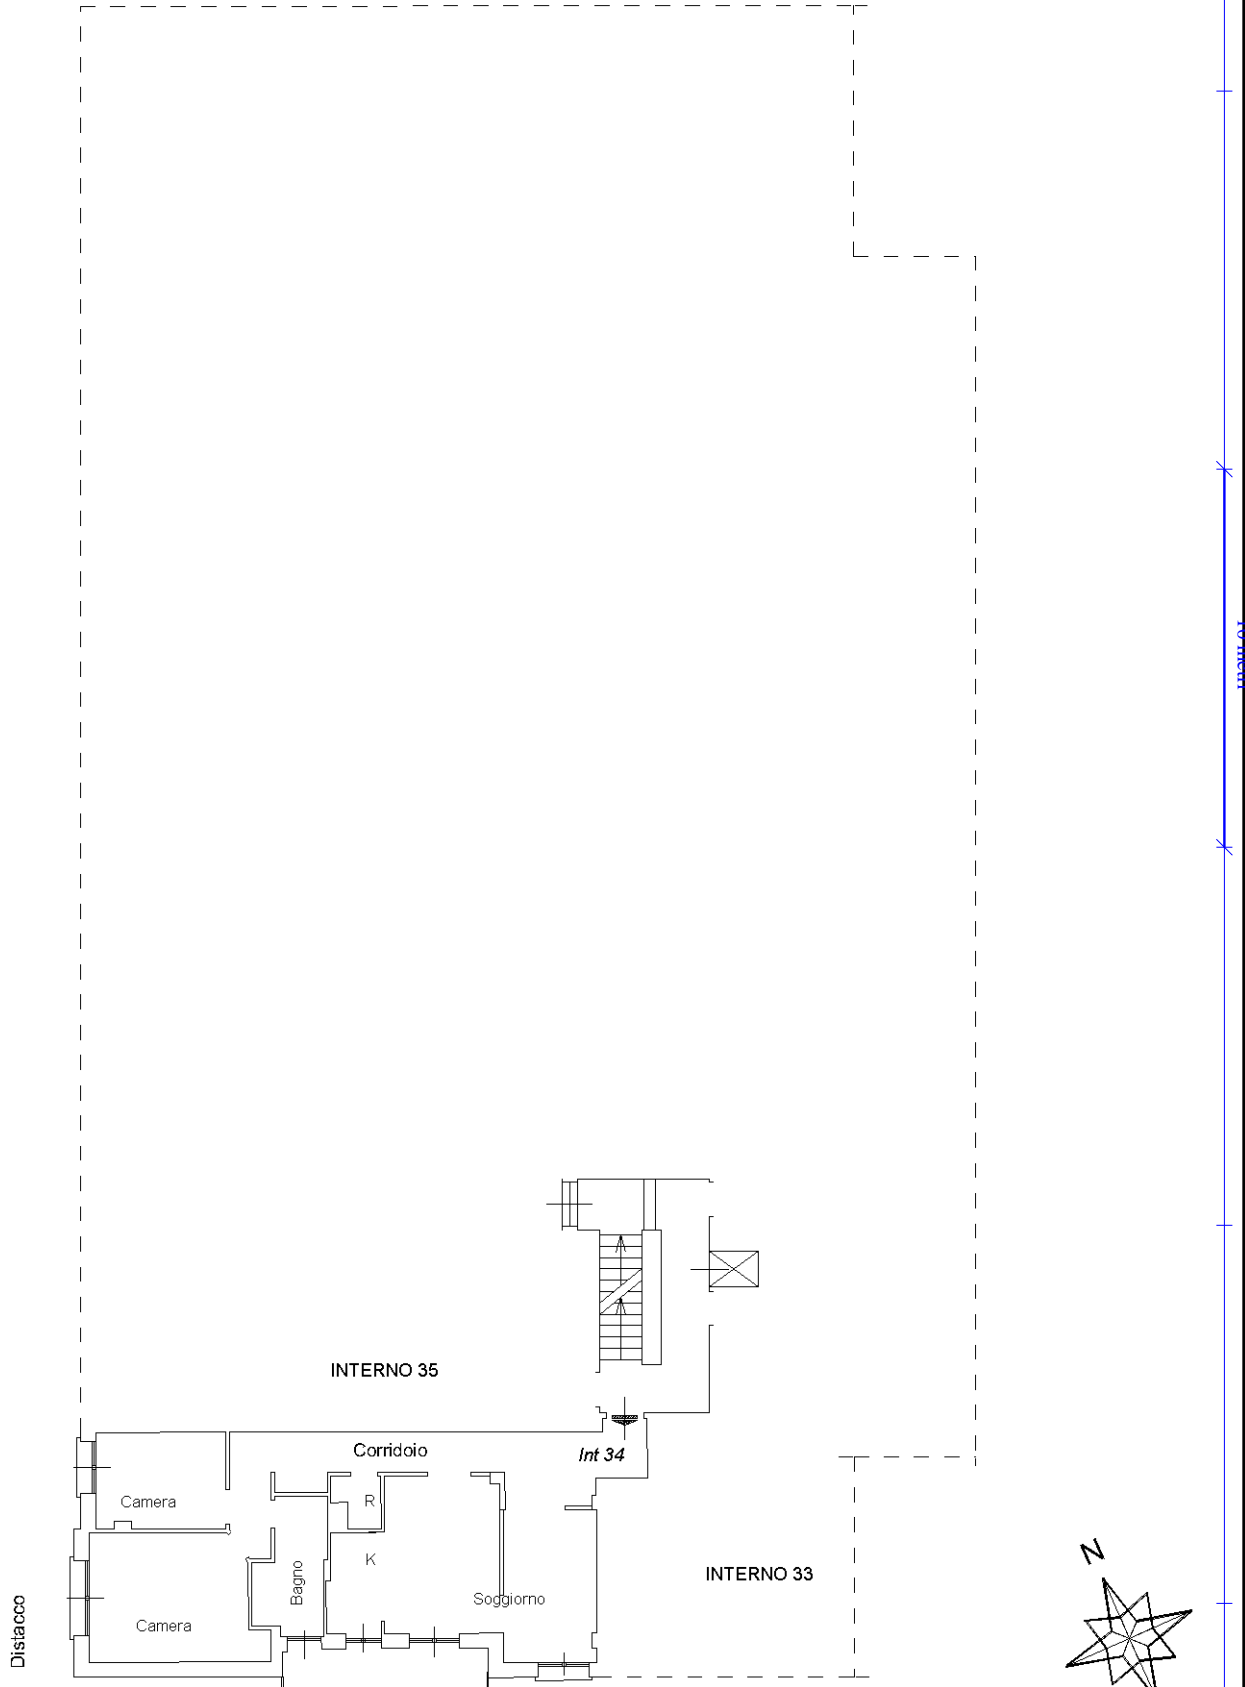 INTERNO 35
Corridoio
Int 34
Camera
R
K
Bagno
Soggiorno
Camera
INTERNO 33
Distacco
N